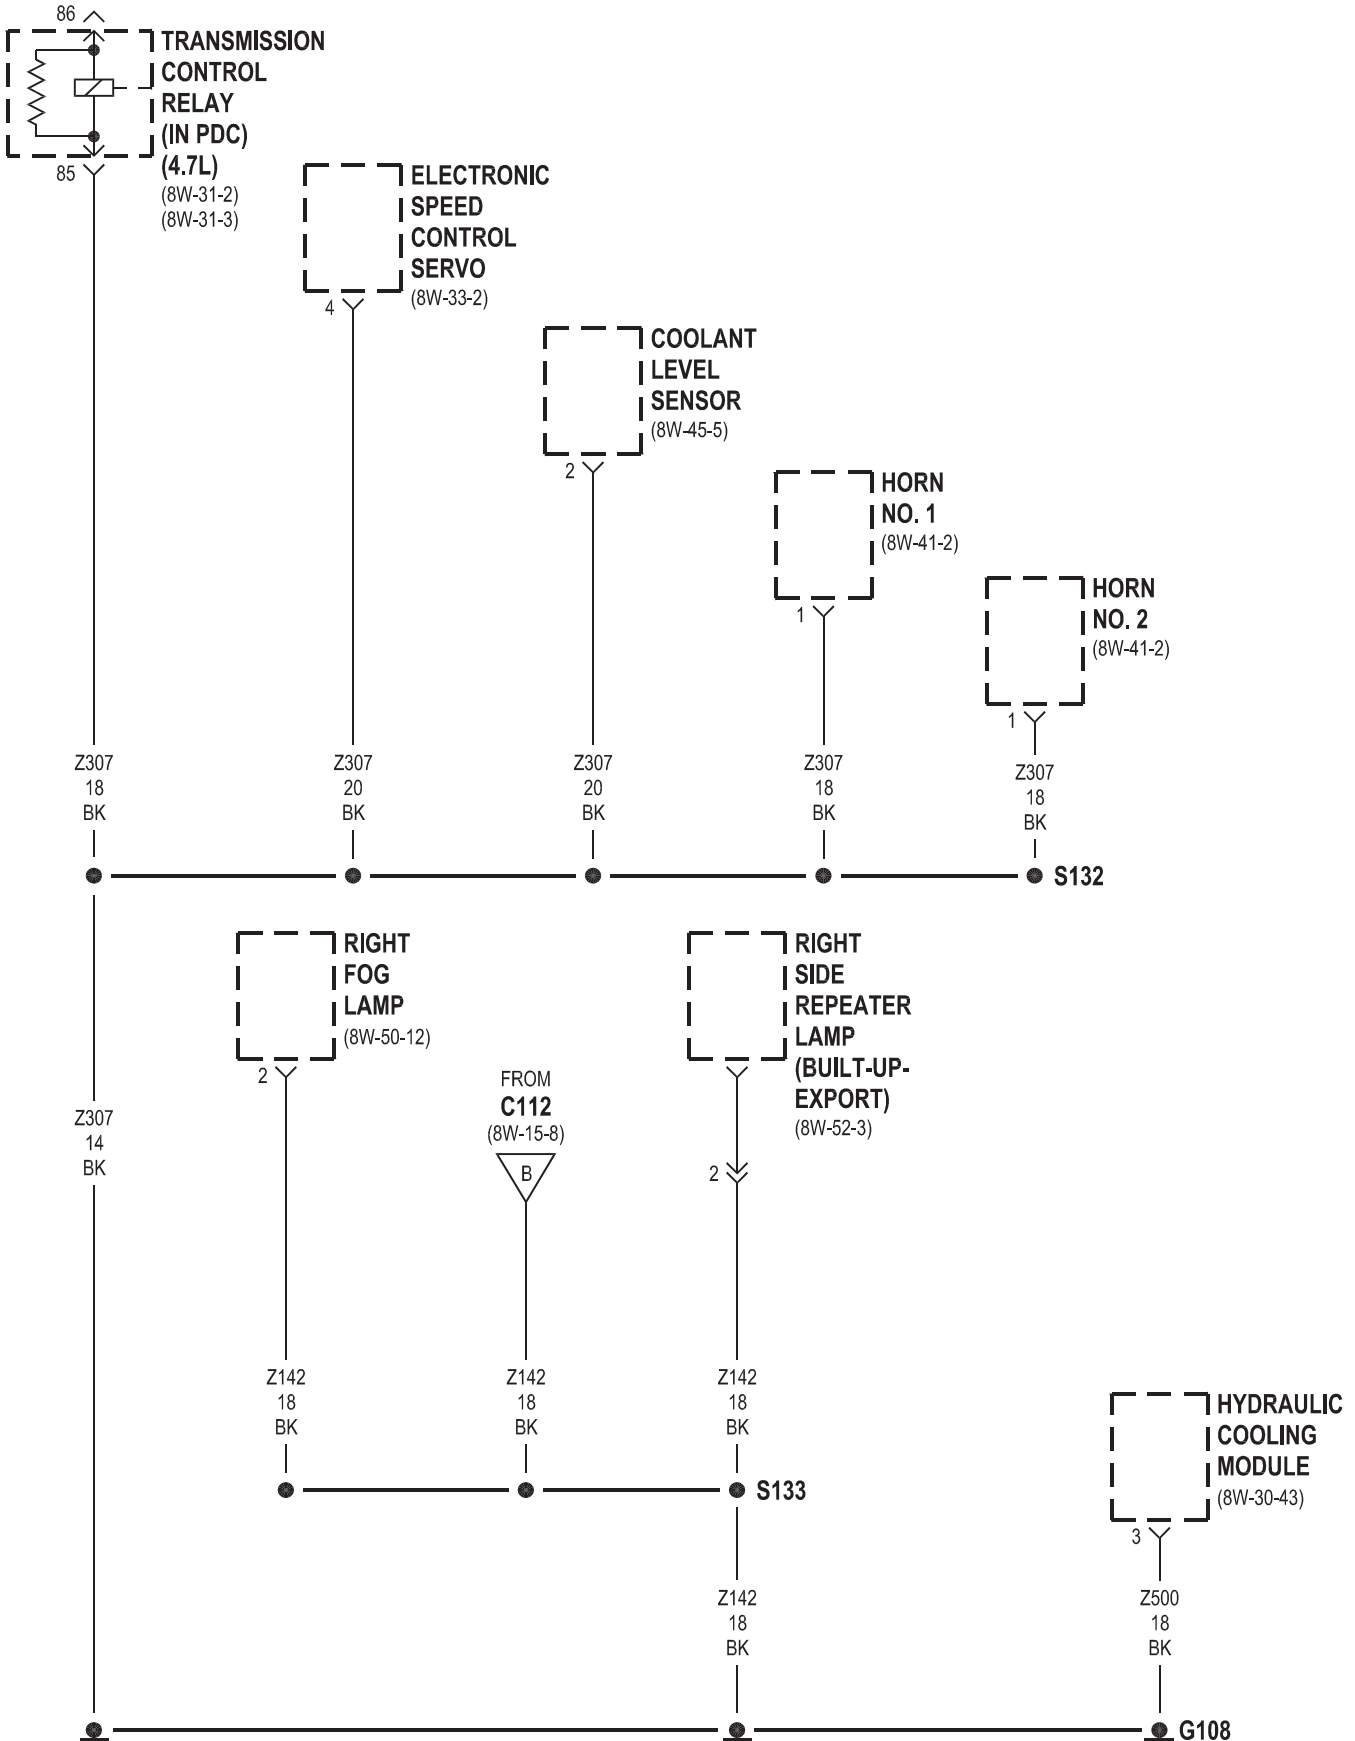 86
TRANSMISSION
CONTROL
RELAY
(IN PDC)
(4.7L)
(8W-31-2)
(8W-31-3)
85
ELECTRONIC
SPEED
CONTROL
SERVO
(8W-33-2)
4
COOLANT
LEVEL
SENSOR
(8W-45-5)
2
HORN
NO. 1
(8W-41-2)
1
HORN
NO. 2
(8W-41-2)
1
Z307
18
BK
Z307
20
BK
Z307
20
BK
Z307
18
BK
Z307
18
BK
S132
RIGHT
FOG
LAMP
(8W-50-12)
2
FROM
C112
(8W-15-8)
B
RIGHT
SIDE
REPEATER
LAMP
(BUILT-UP-
EXPORT)
(8W-52-3)
2
Z307
14
BK
Z142
18
BK
Z142
18
BK
Z142
18
BK
S133
HYDRAULIC
COOLING
MODULE
(8W-30-43)
3
Z142
18
BK
Z500
18
BK
G108